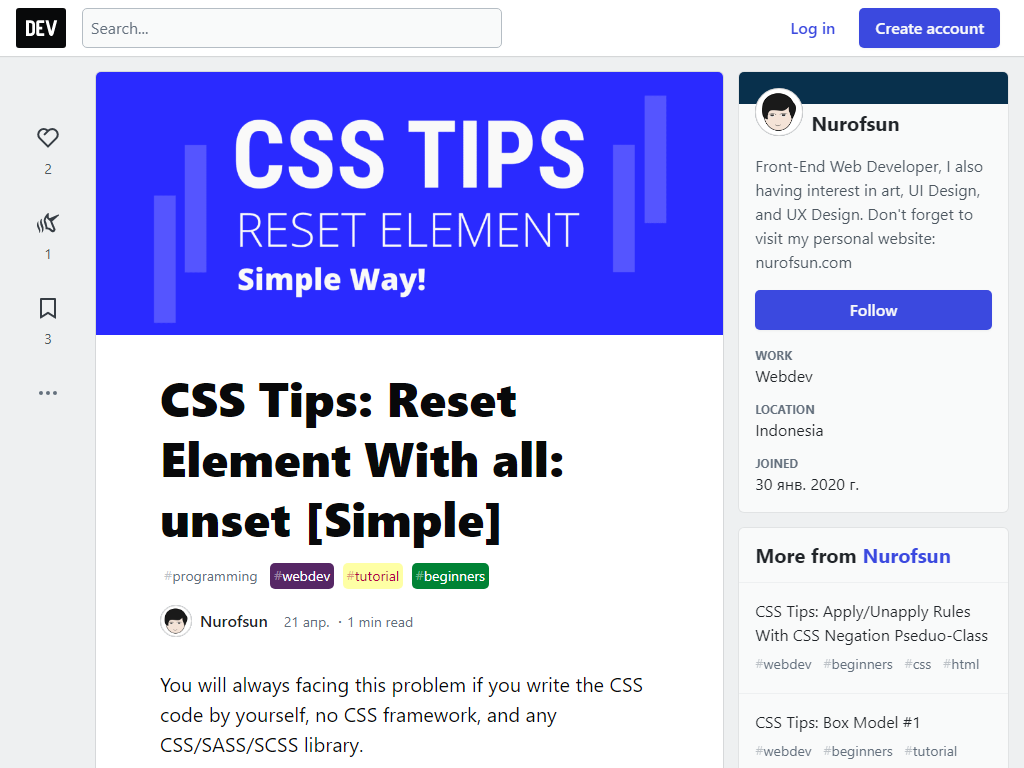 DEV
Search...
Log in
Create account
2
1
3
CSS TIPS
RESET ELEMENT
Simple Way!
CSS Tips: Reset
Element With all:
unset [Simple]
#programming #webdev #tutorial #beginners
Nurofsun 21 апр. · 1 min read
You will always facing this problem if you write the CSS
code by yourself, no CSS framework, and any
CSS/SASS/SCSS library.
Nurofsun
Front-End Web Developer, I also
having interest in art, UI Design,
and UX Design. Don't forget to
visit my personal website:
nurofsun.com
Follow
WORK
Webdev
LOCATION
Indonesia
JOINED
30 янв. 2020 г.
More from Nurofsun
CSS Tips: Apply/Unapply Rules
With CSS Negation Pseduo-Class
#webdev #beginners #css #html
CSS Tips: Box Model #1
#webdev #beginners #tutorial